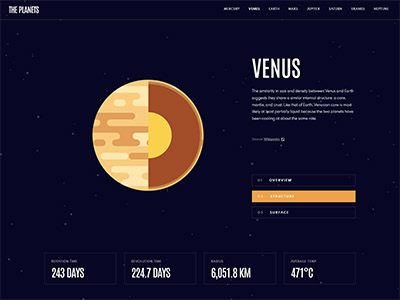 THE PLANETS
MERCURY VENUS EARTH MARS JUPITER SATURN URANUS NEPTUNE
VENUS
The similarity in size and density between Venus and Earth
suggests they share a similar internal structure: a core,
mantle, and crust. Like that of Earth, Venusian core is most
likely at least partially liquid because the two planets have
been cooling at about the same rate.
Source: Wikipedia
01 OVERVIEW
02 STRUCTURE
03 SURFACE
ROTATION TIME
243 DAYS
REVOLUTION TIME
224.7 DAYS
RADIUS
6,051.8 KM
AVERAGE TEMP.
471°C